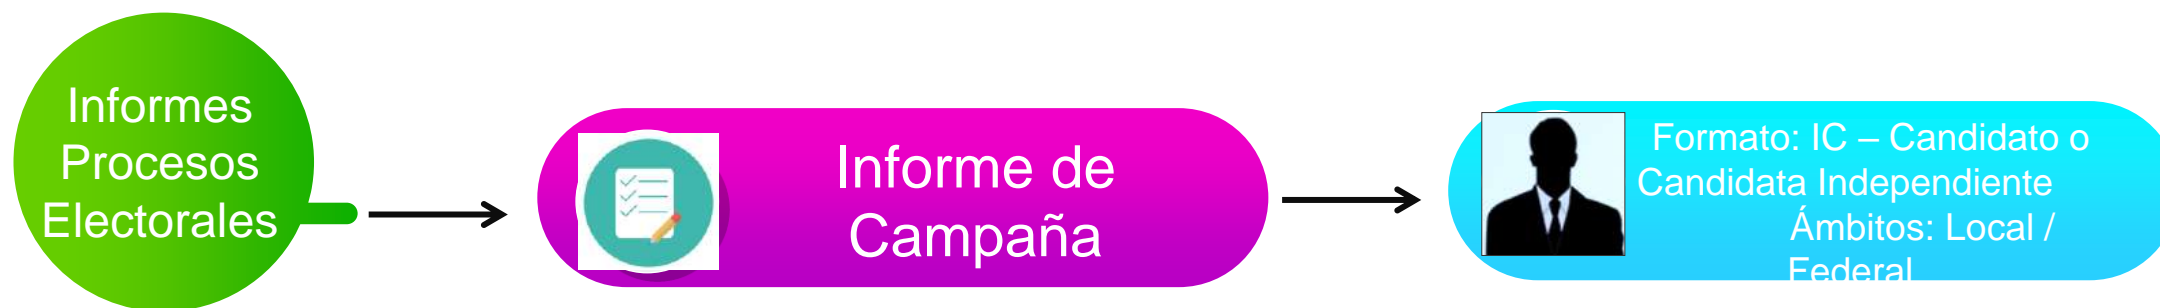 Informes
Procesos
Electorales
Informe de
Campaña
Formato: IC – Candidato o
Candidata Independiente
Ámbitos: Local /
Federal